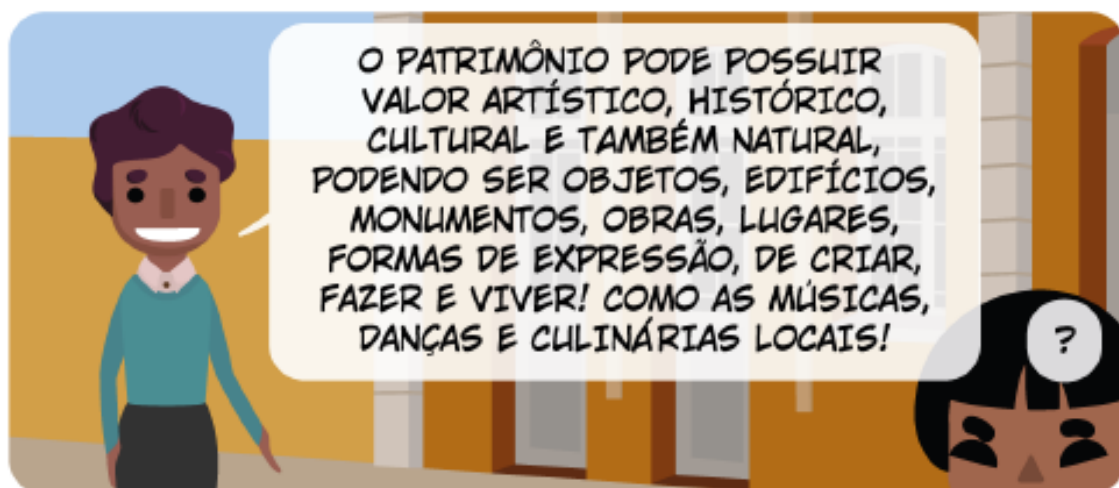 O PATRIMÔNIO PODE POSSUIR
VALOR ARTÍSTICO, HISTÓRICO,
CULTURAL E TAMBÉM NATURAL,
PODENDO SER OBJETOS, EDIFÍCIOS,
MONUMENTOS, OBRAS, LUGARES,
FORMAS DE EXPRESSÃO, DE CRIAR,
FAZER E VIVER! COMO AS MÚSICAS,
DANÇAS E CULINÁRIAS LOCAIS!
?